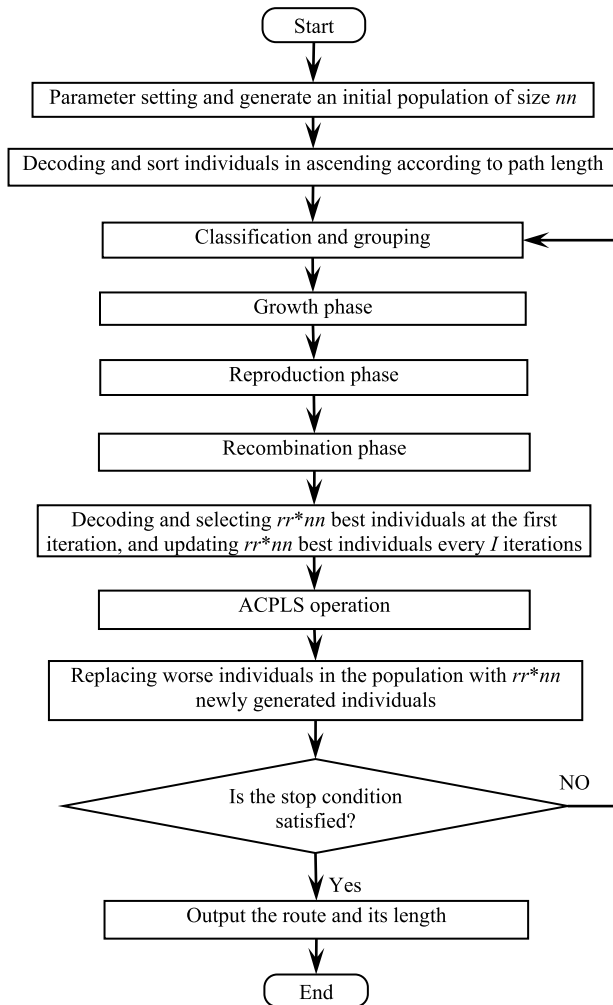 Start
Parameter setting and generate an initial population of size nn
Decoding and sort individuals in ascending according to path length
Classification and grouping
Growth phase
Reproduction phase
Recombination phase
Decoding and selecting rr*nn best individuals at the first
iteration, and updating rr*nn best individuals every I iterations
ACPLS operation
Replacing worse individuals in the population with rr*nn
newly generated individuals
NO
Is the stop condition
satisfied?
Yes
Output the route and its length
End